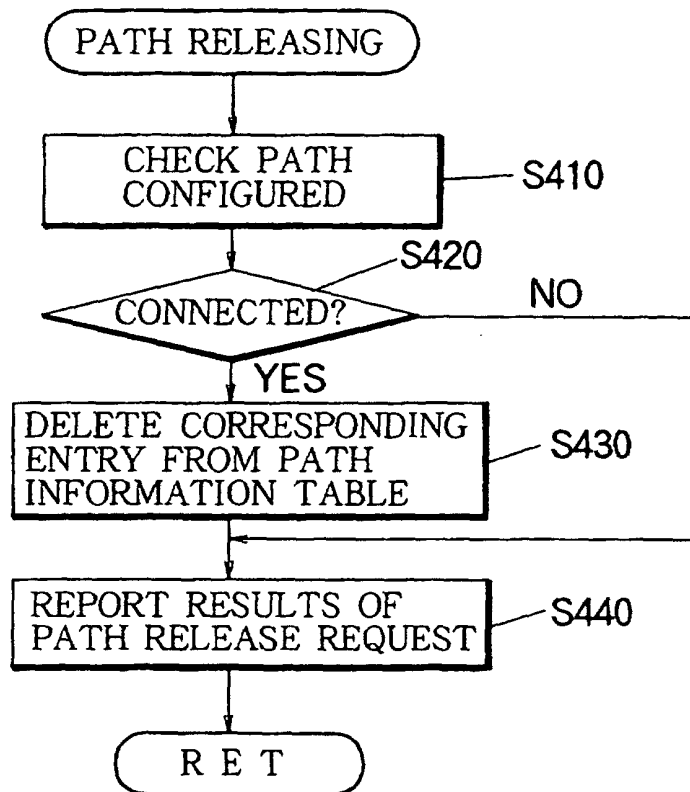 PATH RELEASING
CHECK PATH
CONFIGURED
S410
S420
CONNECTED?
NO
YES
DELETE CORRESPONDING
ENTRY FROM PATH
INFORMATION TABLE
S430
REPORT RESULTS OF
PATH RELEASE REQUEST
S440
R E T